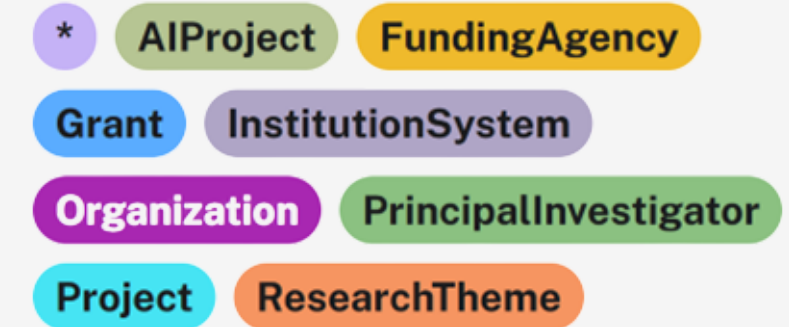 * AIProject FundingAgency
Grant InstitutionSystem
Organization PrincipalInvestigator
Project ResearchTheme